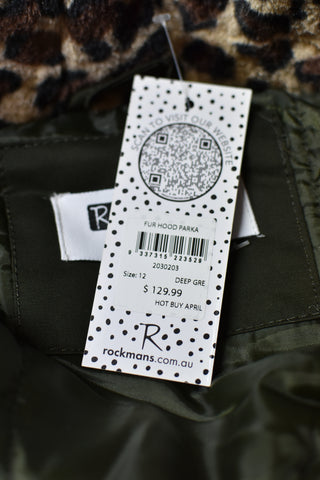 SCAN TO VISIT OUR WEBSITE
R
FUR HOOD PARKA
337315 223529
2030203
Size: 12 DEEP GRE
$ 129.99
HOT BUY APRIL
R
rockmans.com.au